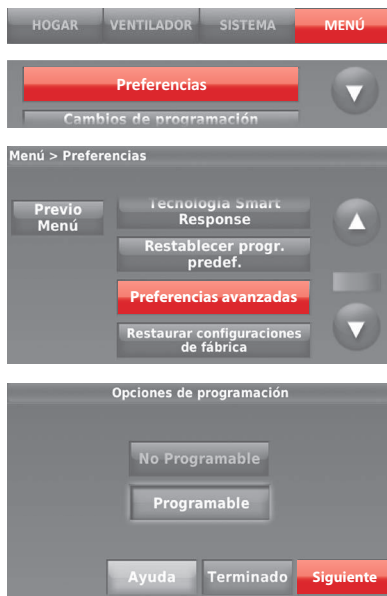 HOGAR VENTILADOR SISTEMA MENÚ
Preferencias
Cambios de programación
Menú > Preferencias
Previo
Menú
Tecnología Smart
Response
Restablecer progr.
predef.
Preferencias avanzadas
Restaurar configuraciones
de fábrica
Opciones de programación
No Programable
Programable
Ayuda Terminado Siguiente